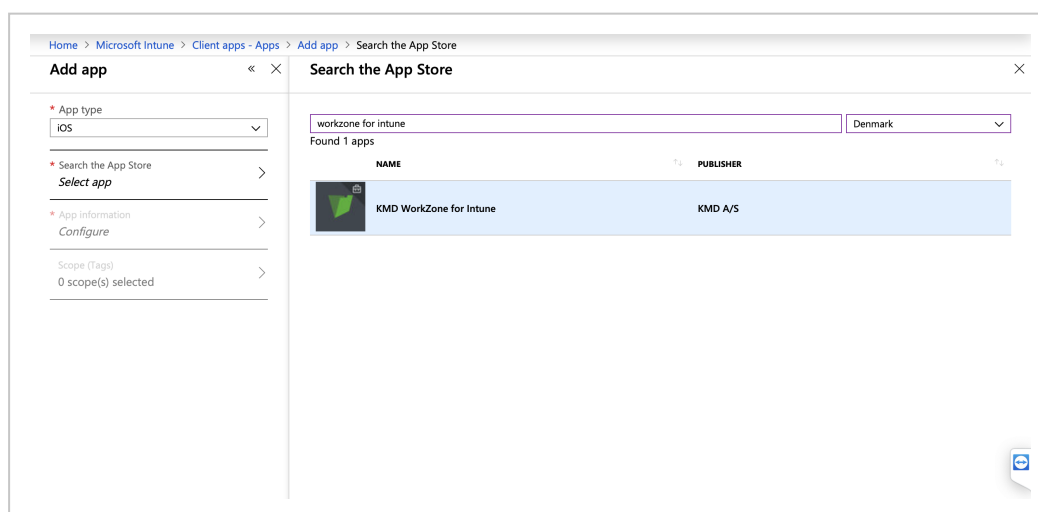 Home > Microsoft Intune > Client apps - Apps > Add app > Search the App Store
Add app
* App type
iOS
* Search the App Store
Select app
* App information
Configure
Scope (Tags)
0 scope(s) selected
Search the App Store
workzone for intune
Denmark
Found 1 apps
NAME PUBLISHER
KMD WorkZone for Intune KMD A/S